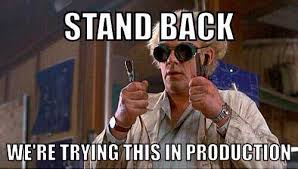 STAND BACK
WE'RE TRYING THIS IN PRODUCTION